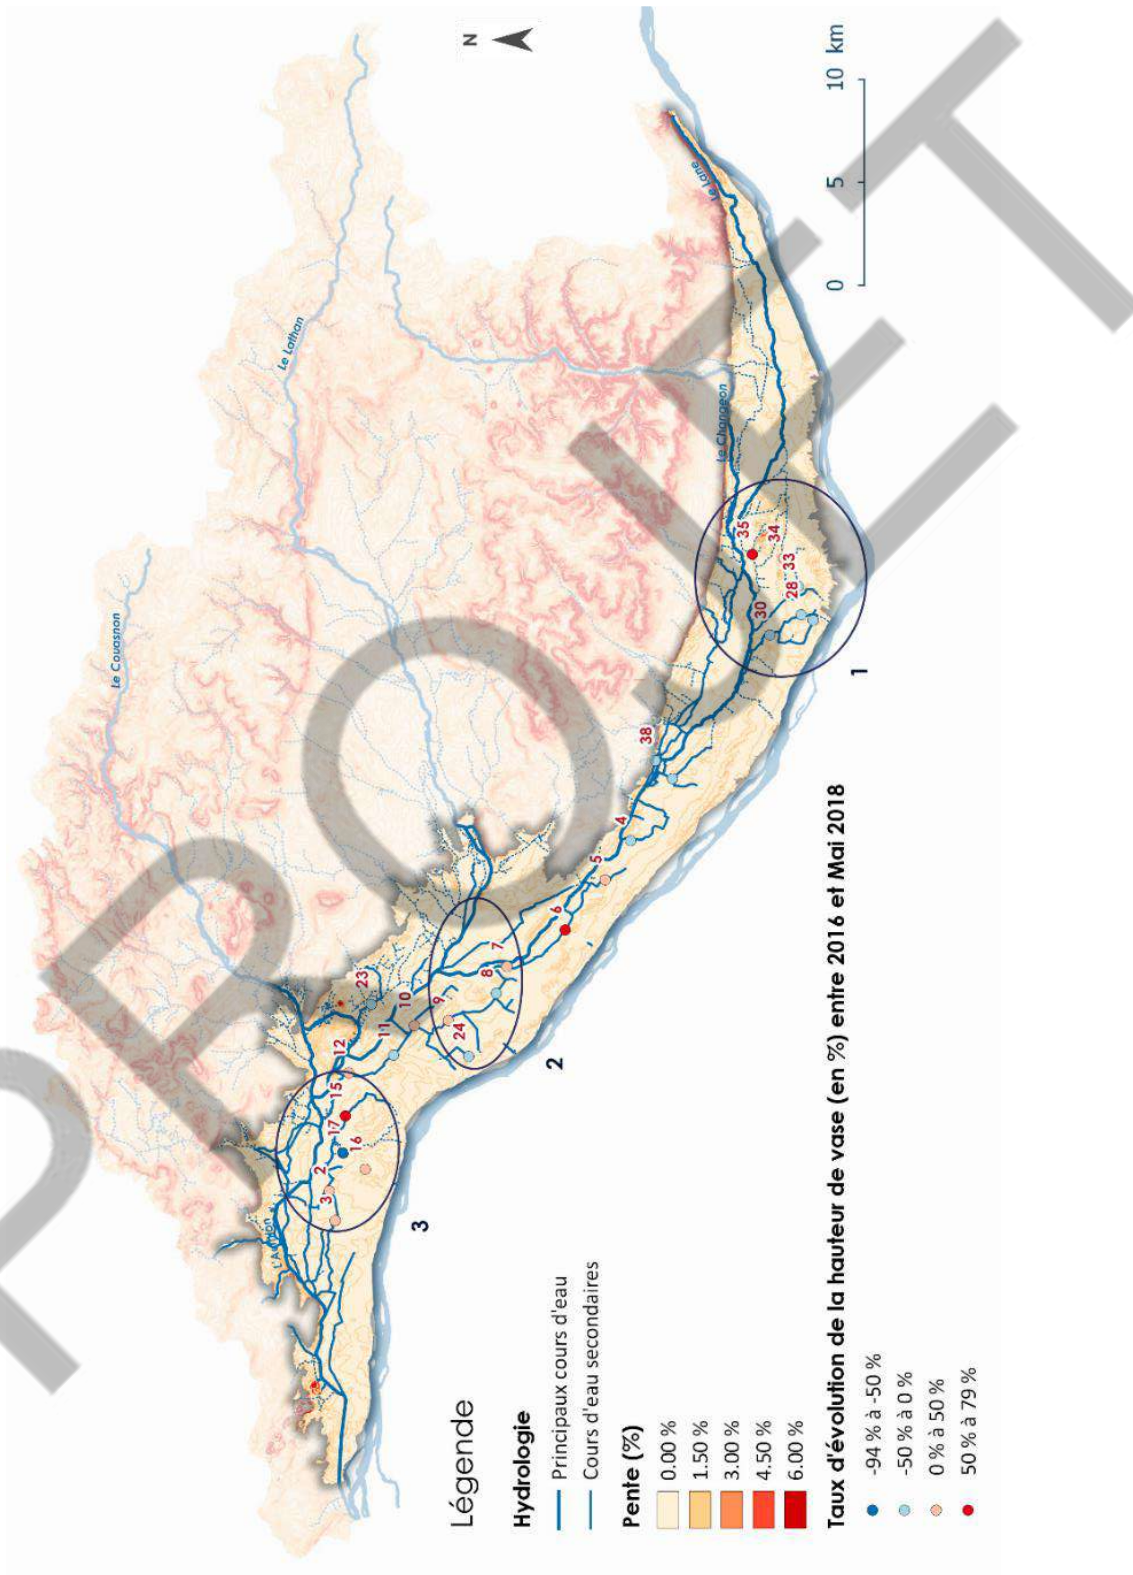 N
Le Couasnon
Le Lathan
Le Lane
Le Changeon
L'Authion
0 5 10 km
35
34
33
28
30
38
4
5
6
7
8
9
24
10
11
23
12
15
17
16
2
3
1
2
3
Légende
Hydrologie
Principaux cours d'eau
Cours d'eau secondaires
Pente (%)
0.00 %
1.50 %
3.00 %
4.50 %
6.00 %
Taux d'évolution de la hauteur de vase (en %) entre 2016 et Mai 2018
-94 % à -50 %
-50 % à 0 %
0 % à 50 %
50 % à 79 %
PROJET